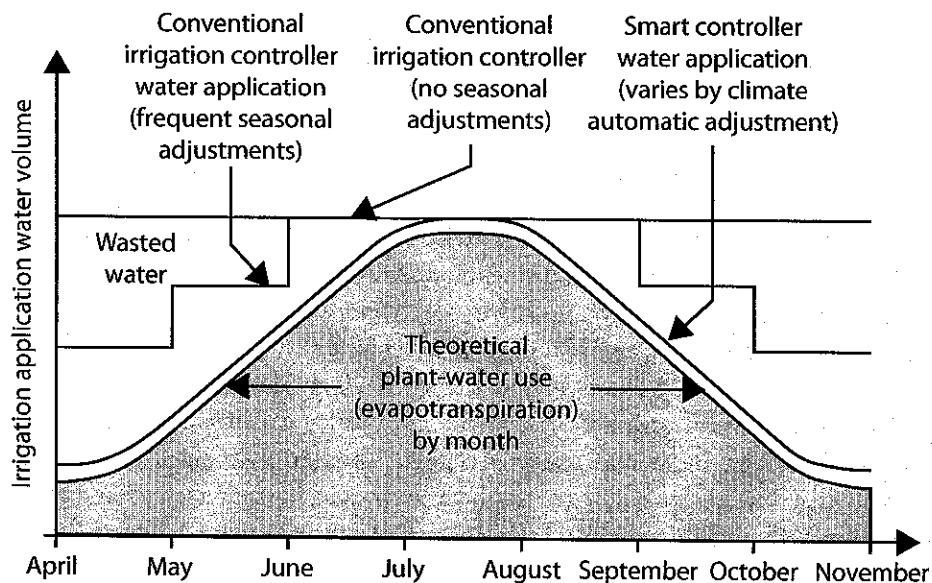 Conventional
irrigation controller
water application
(frequent seasonal
adjustments)
Conventional
irrigation controller
(no seasonal
adjustments)
Smart controller
water application
(varies by climate
automatic adjustment)
Irrigation application water volume
Wasted
water
Theoretical
plant-water use
(evapotranspiration)
by month
April May June July August September October November